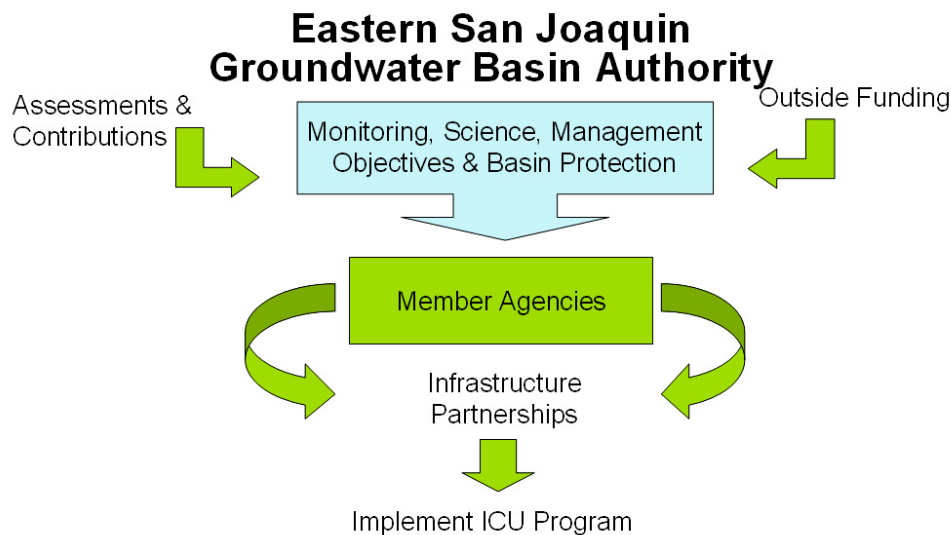 Eastern San Joaquin
Groundwater Basin Authority
Assessments &
Contributions
Outside Funding
Monitoring, Science, Management
Objectives & Basin Protection
Member Agencies
Infrastructure
Partnerships
Implement ICU Program